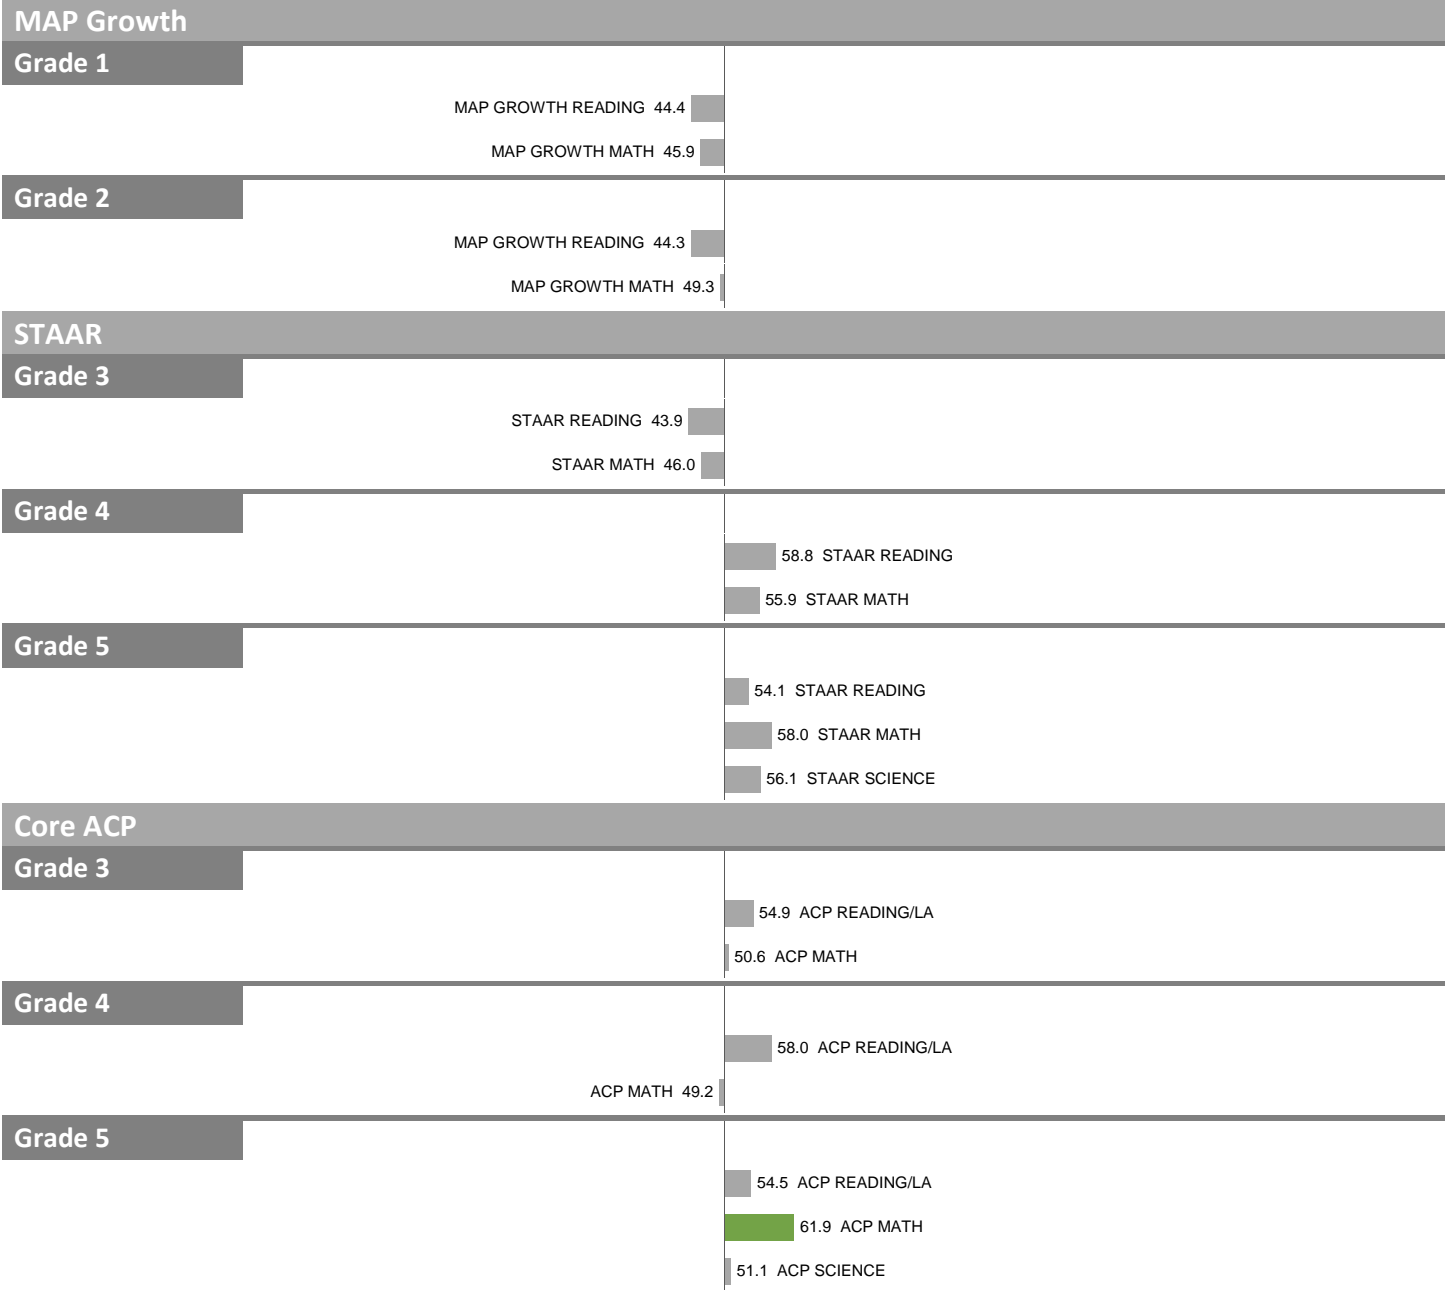 MAP Growth
Grade 1
MAP GROWTH READING 44.4
MAP GROWTH MATH 45.9
Grade 2
MAP GROWTH READING 44.3
MAP GROWTH MATH 49.3
STAAR
Grade 3
STAAR READING 43.9
STAAR MATH 46.0
Grade 4
58.8 STAAR READING
55.9 STAAR MATH
Grade 5
54.1 STAAR READING
58.0 STAAR MATH
56.1 STAAR SCIENCE
Core ACP
Grade 3
54.9 ACP READING/LA
50.6 ACP MATH
Grade 4
58.0 ACP READING/LA
ACP MATH 49.2
Grade 5
54.5 ACP READING/LA
61.9 ACP MATH
51.1 ACP SCIENCE